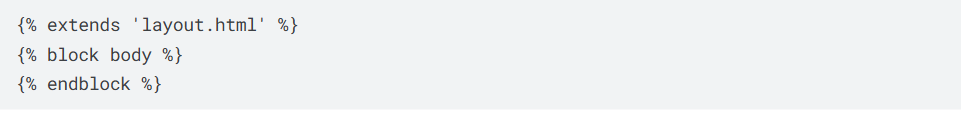 {% extends 'layout.html' %}
{% block body %}
{% endblock %}